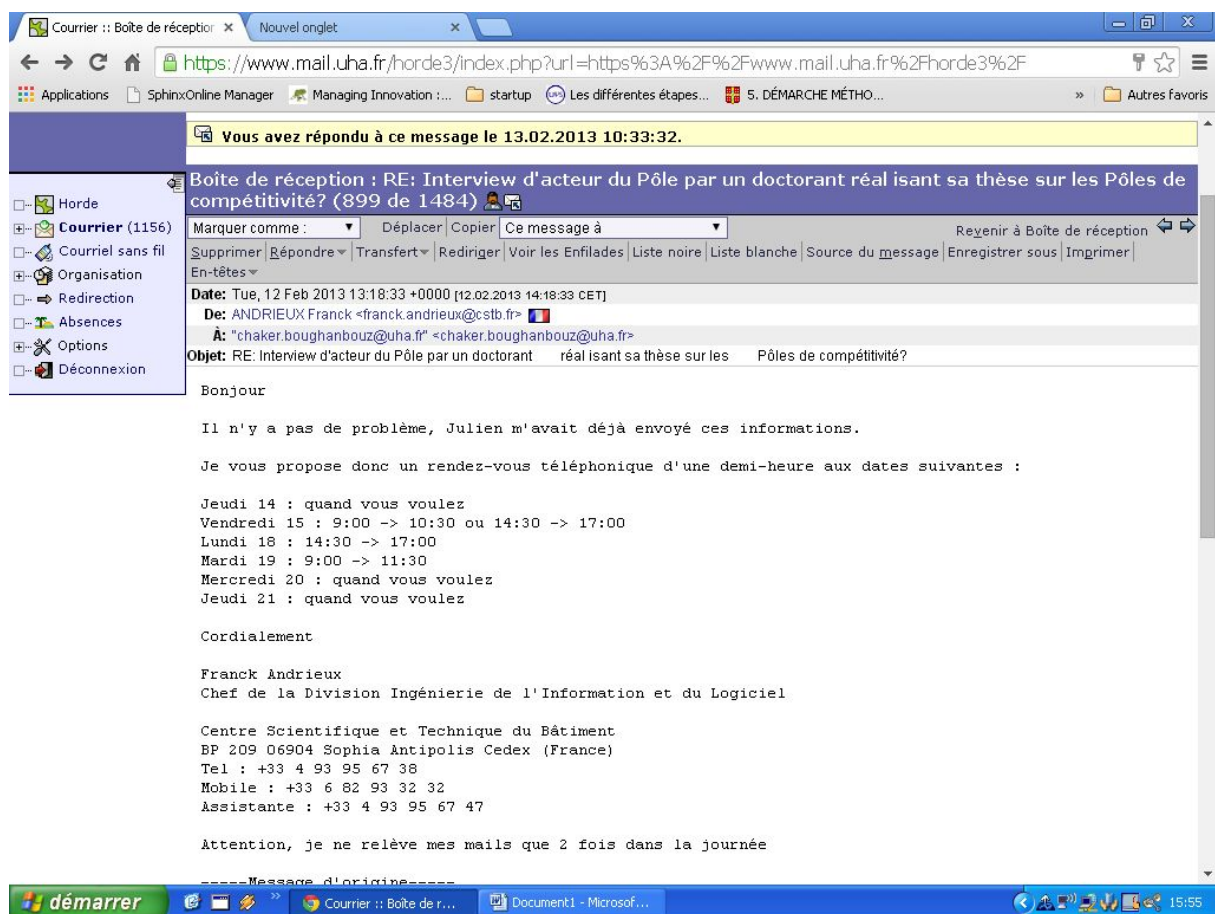 Courrier :: Boîte de réception
Nouvel onglet
https://www.mail.uha.fr/horde3/index.php?url=https%3A%2F%2Fwww.mail.uha.fr%2Fhorde3%2F
Applications SphinxOnline Manager Managing Innovation :... startup Les différentes étapes... 5. DÉMARCHE MÉTHO... » Autres favoris
Vous avez répondu à ce message le 13.02.2013 10:33:32.
Horde
Courrier (1156)
Courriel sans fil
Organisation
Redirection
Absences
Options
Déconnexion
Boîte de réception : RE: Interview d'acteur du Pôle par un doctorant réal isant sa thèse sur les Pôles de
compétitivité? (899 de 1484)
Marquer comme : Déplacer Copier Ce message à Revenir à Boîte de réception
Supprimer Répondre Transfert Rediriger Voir les Enfilades Liste noire Liste blanche Source du message Enregistrer sous Imprimer
En-têtes
Date: Tue, 12 Feb 2013 13:18:33 +0000 [12.02.2013 14:18:33 CET]
De: ANDRIEUX Franck <franck.andrieux@cstb.fr>
À: "chaker.boughanbouz@uha.fr" <chaker.boughanbouz@uha.fr>
Objet: RE: Interview d'acteur du Pôle par un doctorant réal isant sa thèse sur les Pôles de compétitivité?
Bonjour
Il n'y a pas de problème, Julien m'avait déjà envoyé ces informations.
Je vous propose donc un rendez-vous téléphonique d'une demi-heure aux dates suivantes :
Jeudi 14 : quand vous voulez
Vendredi 15 : 9:00 -> 10:30 ou 14:30 -> 17:00
Lundi 18 : 14:30 -> 17:00
Mardi 19 : 9:00 -> 11:30
Mercredi 20 : quand vous voulez
Jeudi 21 : quand vous voulez
Cordialement
Franck Andrieux
Chef de la Division Ingénierie de l'Information et du Logiciel
Centre Scientifique et Technique du Bâtiment
BP 209 06904 Sophia Antipolis Cedex (France)
Tel : +33 4 93 95 67 38
Mobile : +33 6 82 93 32 32
Assistante : +33 4 93 95 67 47
Attention, je ne relève mes mails que 2 fois dans la journée
-----Message d'origine-----
démarrer » Courrier :: Boîte de r... Document1 - Microsof... 15:55